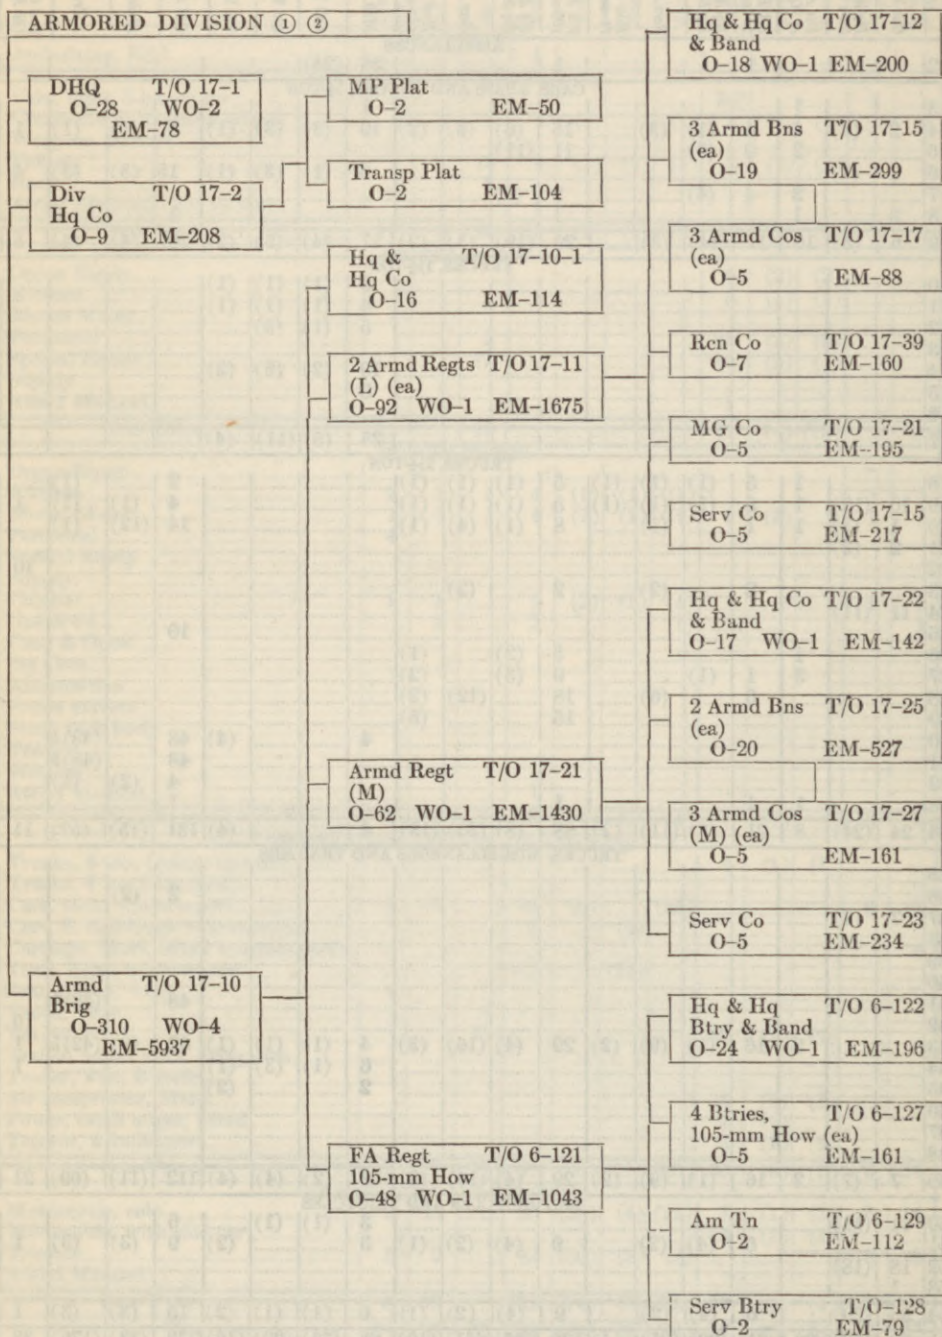 ARMORED DIVISION ① ②
DHQ T/O 17–1
O–28 WO–2
EM–78
Div T/O 17–2
Hq Co
O–9 EM–208
Armd T/O 17–10
Brig
O–310 WO–4
EM–5937
MP Plat
O–2 EM–50
Transp Plat
O–2 EM–104
Hq & T/O 17–10–1
Hq Co
O–16 EM–114
2 Armd Regts T/O 17–11
(L) (ea)
O–92 WO–1 EM–1675
Armd Regt T/O 17–21
(M)
O–62 WO–1 EM–1430
FA Regt T/O 6–121
105-mm How
O–48 WO–1 EM–1043
Hq & Hq Co T/O 17–12
& Band
O–18 WO–1 EM–200
3 Armd Bns T/O 17–15
(ea)
O–19 EM–299
3 Armd Cos T/O 17–17
(ea)
O–5 EM–88
Rcn Co T/O 17–39
O–7 EM–160
MG Co T/O 17–21
O–5 EM–195
Serv Co T/O 17–15
O–5 EM–217
Hq & Hq Co T/O 17–22
& Band
O–17 WO–1 EM–142
2 Armd Bns T/O 17–25
(ea)
O–20 EM–527
3 Armd Cos T/O 17–27
(M) (ea)
O–5 EM–161
Serv Co T/O 17–23
O–5 EM–234
Hq & Hq T/O 6–122
Btry & Band
O–24 WO–1 EM–196
4 Btries, T/O 6–127
105-mm How (ea)
O–5 EM–161
Am Tn T/O 6–129
O–2 EM–112
Serv Btry T/O–128
O–2 EM–79